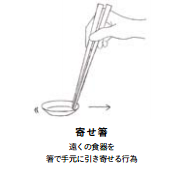 寄せ箸
遠くの食器を
箸で手元に引き寄せる行為